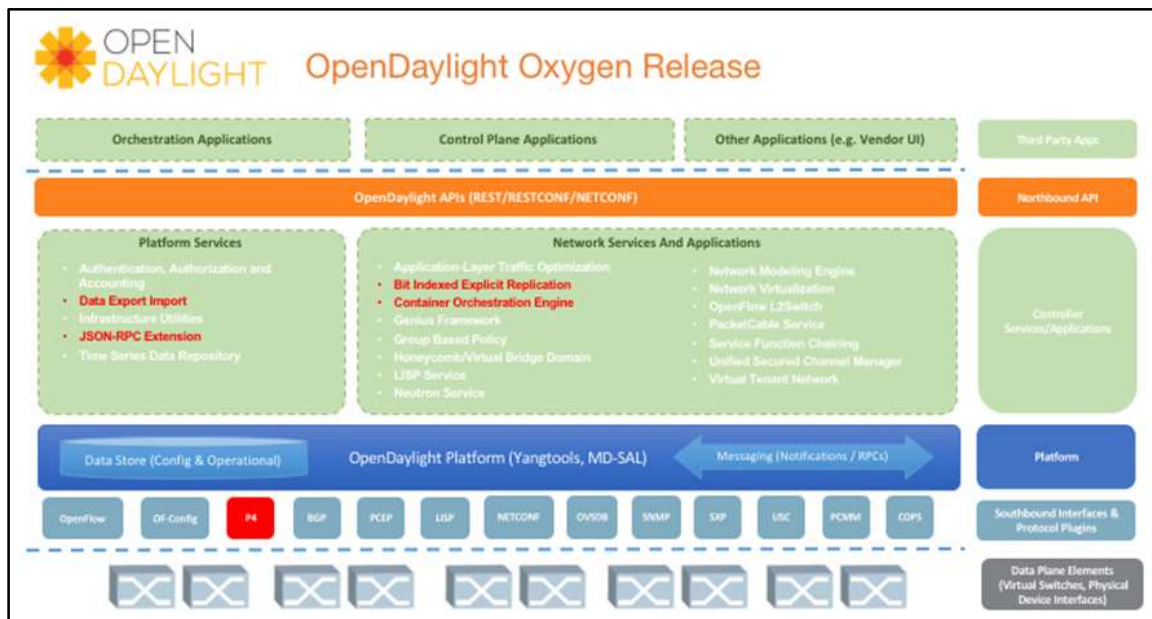 OPEN
DAYLIGHT
OpenDaylight Oxygen Release
Orchestration Applications
Control Plane Applications
Other Applications (e.g. Vendor UI)
Third Party Apps
OpenDaylight APIs (REST/RESTCONF/NETCONF)
Northbound API
Platform Services
• Authentication, Authorization and
Accounting
• Data Export Import
• Infrastructure Utilities
• JSON-RPC Extension
• Time Series Data Repository
Network Services And Applications
• Application-Layer Traffic Optimization
• Bit Indexed Explicit Replication
• Container Orchestration Engine
• Genius Framework
• Group Based Policy
• Honeycomb/Virtual Bridge Domain
• LISP Service
• Neutron Service
• Network Modeling Engine
• Network Virtualization
• OpenFlow L2Switch
• PacketCable Service
• Service Function Chaining
• Unified Secured Channel Manager
• Virtual Tenant Network
Controller
Services/Applications
Data Store (Config & Operational)
OpenDaylight Platform (Yangtools, MD-SAL)
Messaging (Notifications / RPCs)
Platform
OpenFlow
OF-Config
P4
BGP
PCEP
LISP
NETCONF
OVSDB
SNMP
SXP
USC
PCMM
COPS
Southbound Interfaces &
Protocol Plugins
Data Plane Elements
(Virtual Switches, Physical
Device Interfaces)